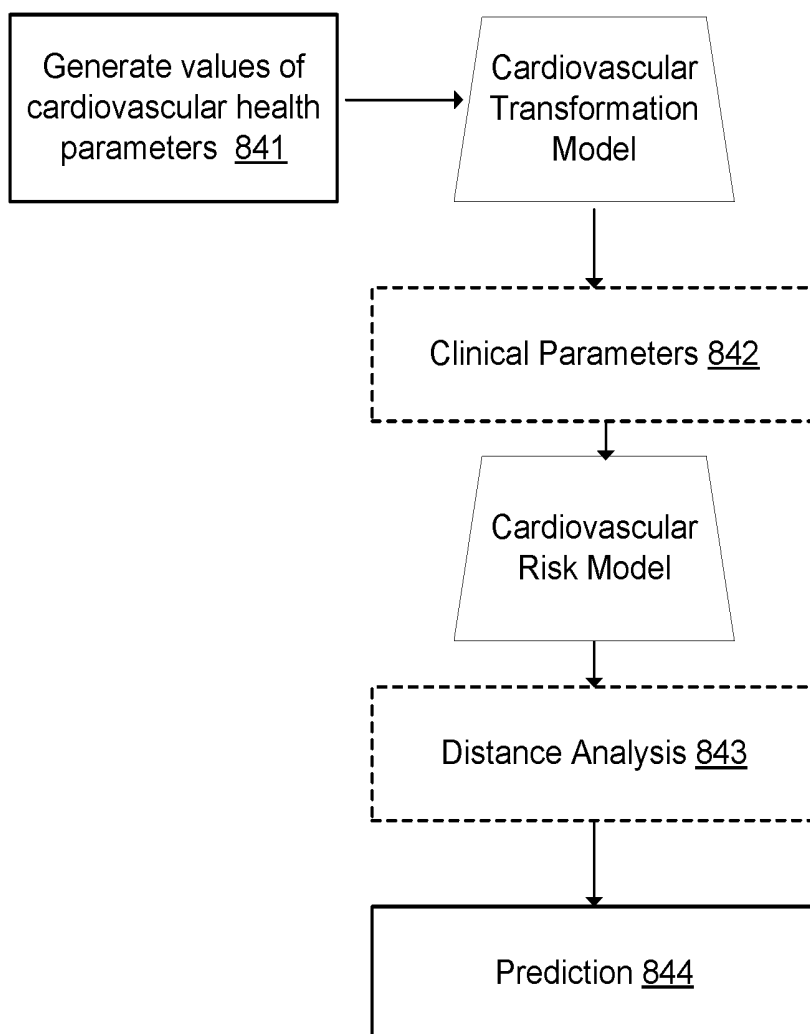 Generate values of
cardiovascular health
parameters 841
Cardiovascular
Transformation
Model
Clinical Parameters 842
Cardiovascular
Risk Model
Distance Analysis 843
Prediction 844